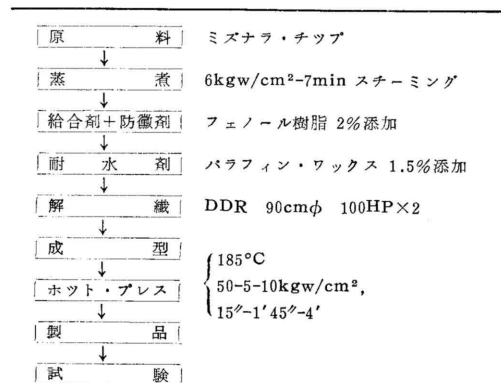 原料 ミズナラ・チップ
↓
蒸煮 6kgw/cm²-7min スチーミング
↓
給合剤+防黴剤 フェノール樹脂 2%添加
↓
耐水剤 パラフィン・ワックス 1.5%添加
↓
解繊 DDR 90cmφ 100HP×2
↓
成型
↓ 185°C
ホット・プレス 50-5-10kgw/cm²,
↓ 15″-1′45″-4′
製品
↓
試験